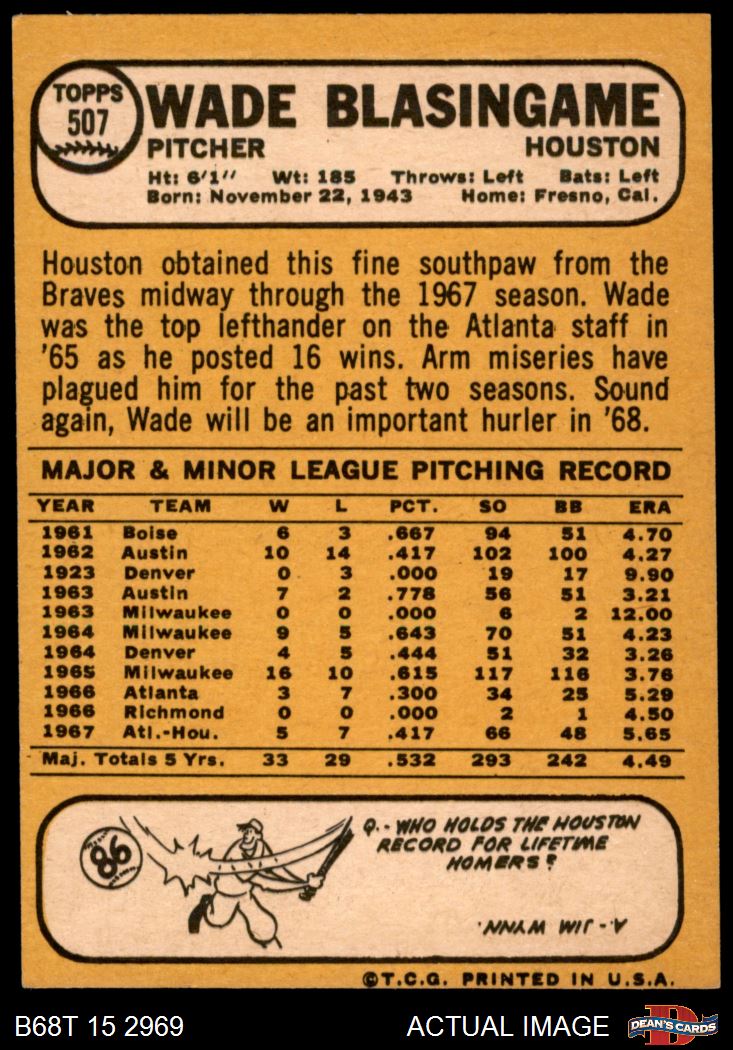 TOPPS
507
WADE BLASINGAME
PITCHER HOUSTON
Ht: 6'1" Wt: 185 Throws: Left Bats: Left
Born: November 22, 1943 Home: Fresno, Cal.
Houston obtained this fine southpaw from the
Braves midway through the 1967 season. Wade
was the top lefthander on the Atlanta staff in
'65 as he posted 16 wins. Arm miseries have
plagued him for the past two seasons. Sound
again, Wade will be an important hurler in '68.
MAJOR & MINOR LEAGUE PITCHING RECORD
YEAR TEAM W L PCT. SO BB ERA
1961 Boise 6 3 .667 94 51 4.70
1962 Austin 10 14 .417 102 100 4.27
1923 Denver 0 3 .000 19 17 9.90
1963 Austin 7 2 .778 56 51 3.21
1963 Milwaukee 0 0 .000 6 2 12.00
1964 Milwaukee 9 5 .643 70 51 4.23
1964 Denver 4 5 .444 51 32 3.26
1965 Milwaukee 16 10 .615 117 116 3.76
1966 Atlanta 3 7 .300 34 25 5.29
1966 Richmond 0 0 .000 2 1 4.50
1967 Atl.-Hou. 5 7 .417 66 48 5.65
Maj. Totals 5 Yrs. 33 29 .532 293 242 4.49
86
Q.- WHO HOLDS THE HOUSTON
RECORD FOR LIFETIME
HOMERS?
A.- JIM WYNN.
©T.C.G. PRINTED IN U.S.A.
B68T 15 2969 ACTUAL IMAGE DEAN'S CARDS